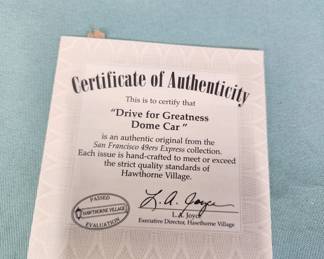 Certificate of Authenticity
This is to certify that
"Drive for Greatness
Dome Car"
is an authentic original from the
San Francisco 49ers Express collection.
Each issue is hand-crafted to meet or exceed
the strict quality standards of
Hawthorne Village.
PASSED
HAWTHORNE VILLAGE
EVALUATION
L. A. Joyce
L. A. Joyce
Executive Director, Hawthorne Village